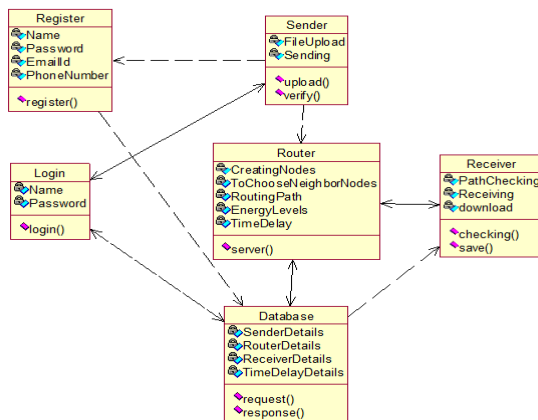 Register
Name
Password
EmailId
PhoneNumber
register()
Sender
FileUpload
Sending
upload()
verify()
Login
Name
Password
login()
Router
CreatingNodes
ToChooseNeighborNodes
RoutingPath
EnergyLevels
TimeDelay
server()
Receiver
PathChecking
Receiving
download
checking()
save()
Database
SenderDetails
RouterDetails
ReceiverDetails
TimeDelayDetails
request()
response()